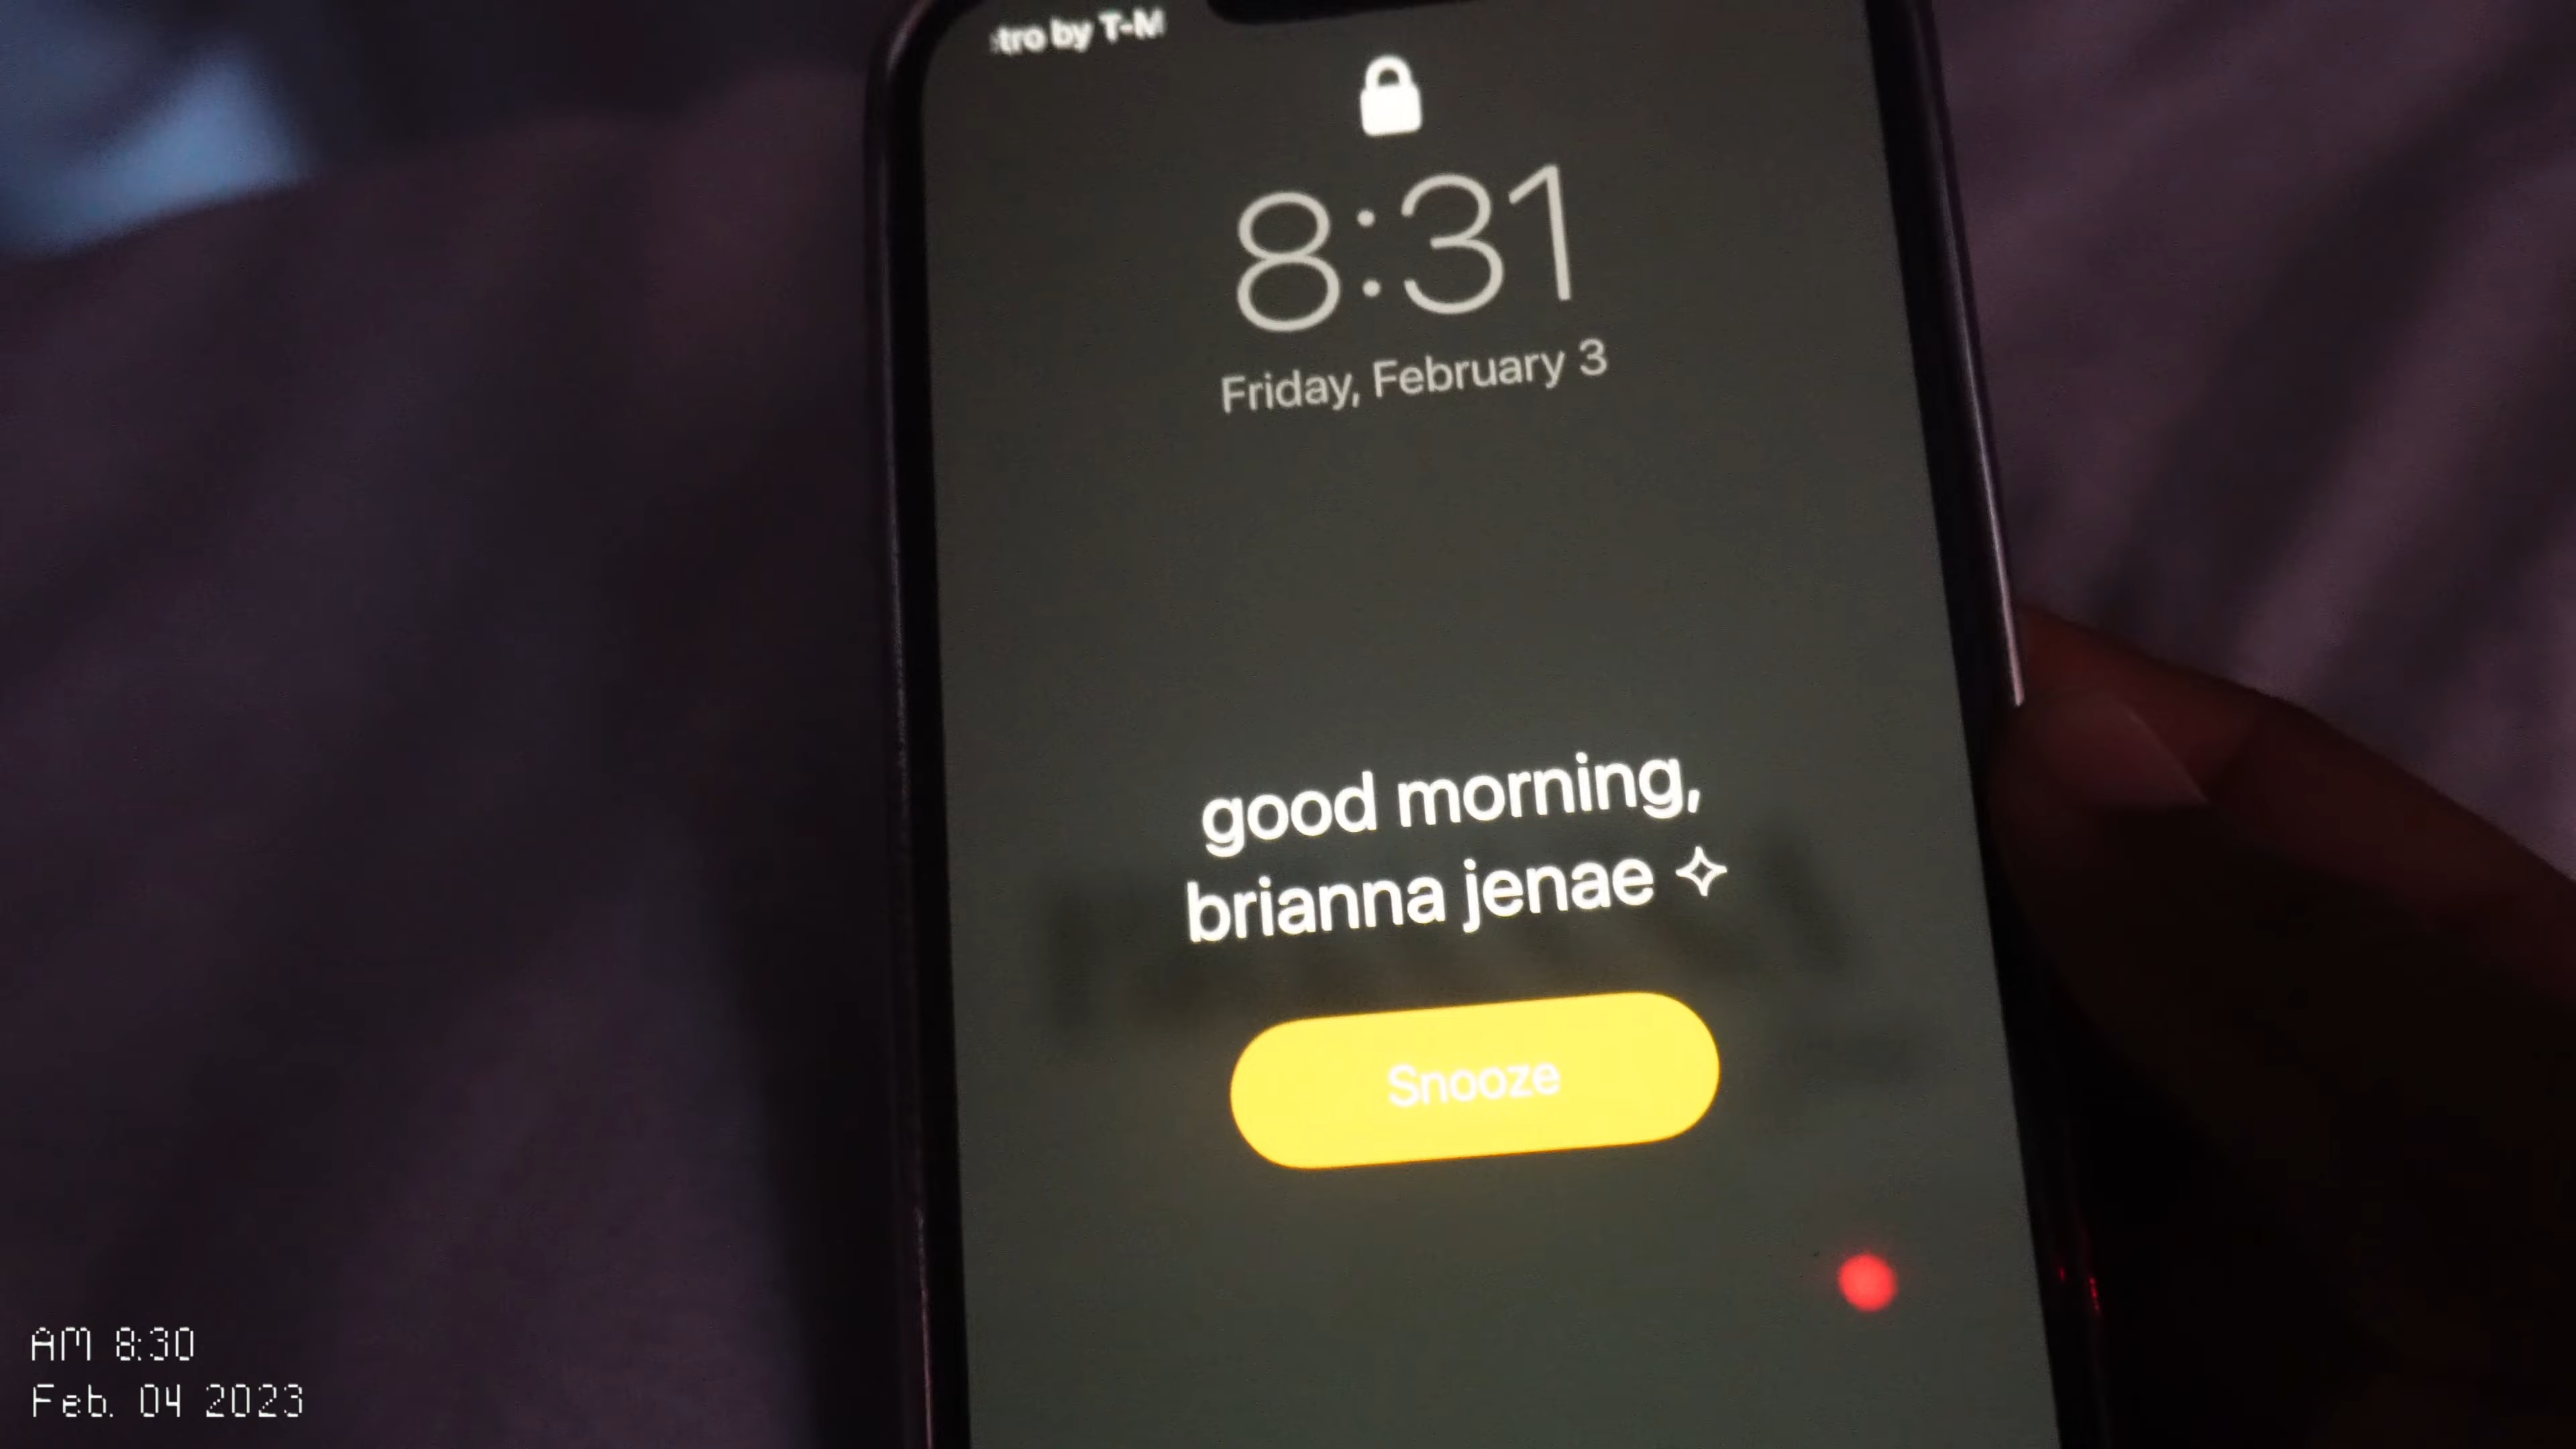 tro by T-M
8:31
Friday, February 3
good morning,
brianna jenae ✧
Snooze
AM 8:30
Feb. 04 2023